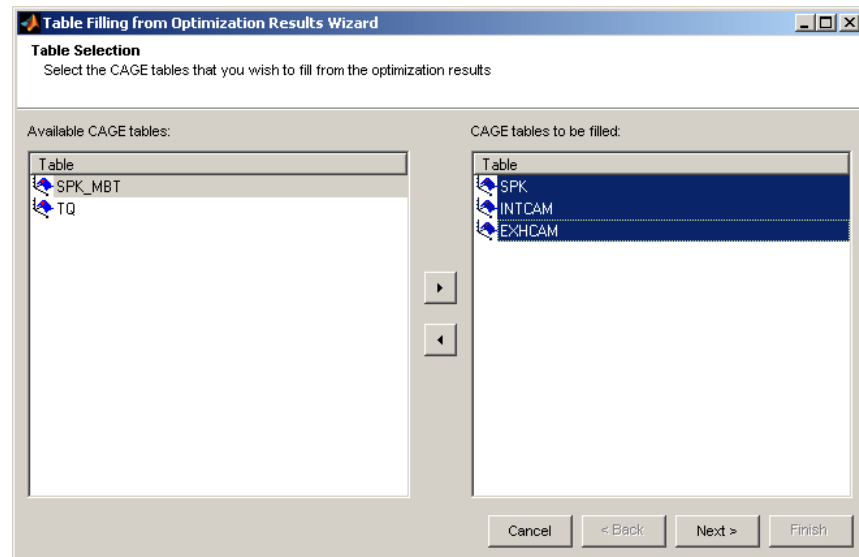 Table Filling from Optimization Results Wizard
Table Selection
Select the CAGE tables that you wish to fill from the optimization results
Available CAGE tables:
Table
SPK_MBT
TQ
CAGE tables to be filled:
Table
SPK
INTCAM
EXHCAM
Cancel
< Back
Next >
Finish